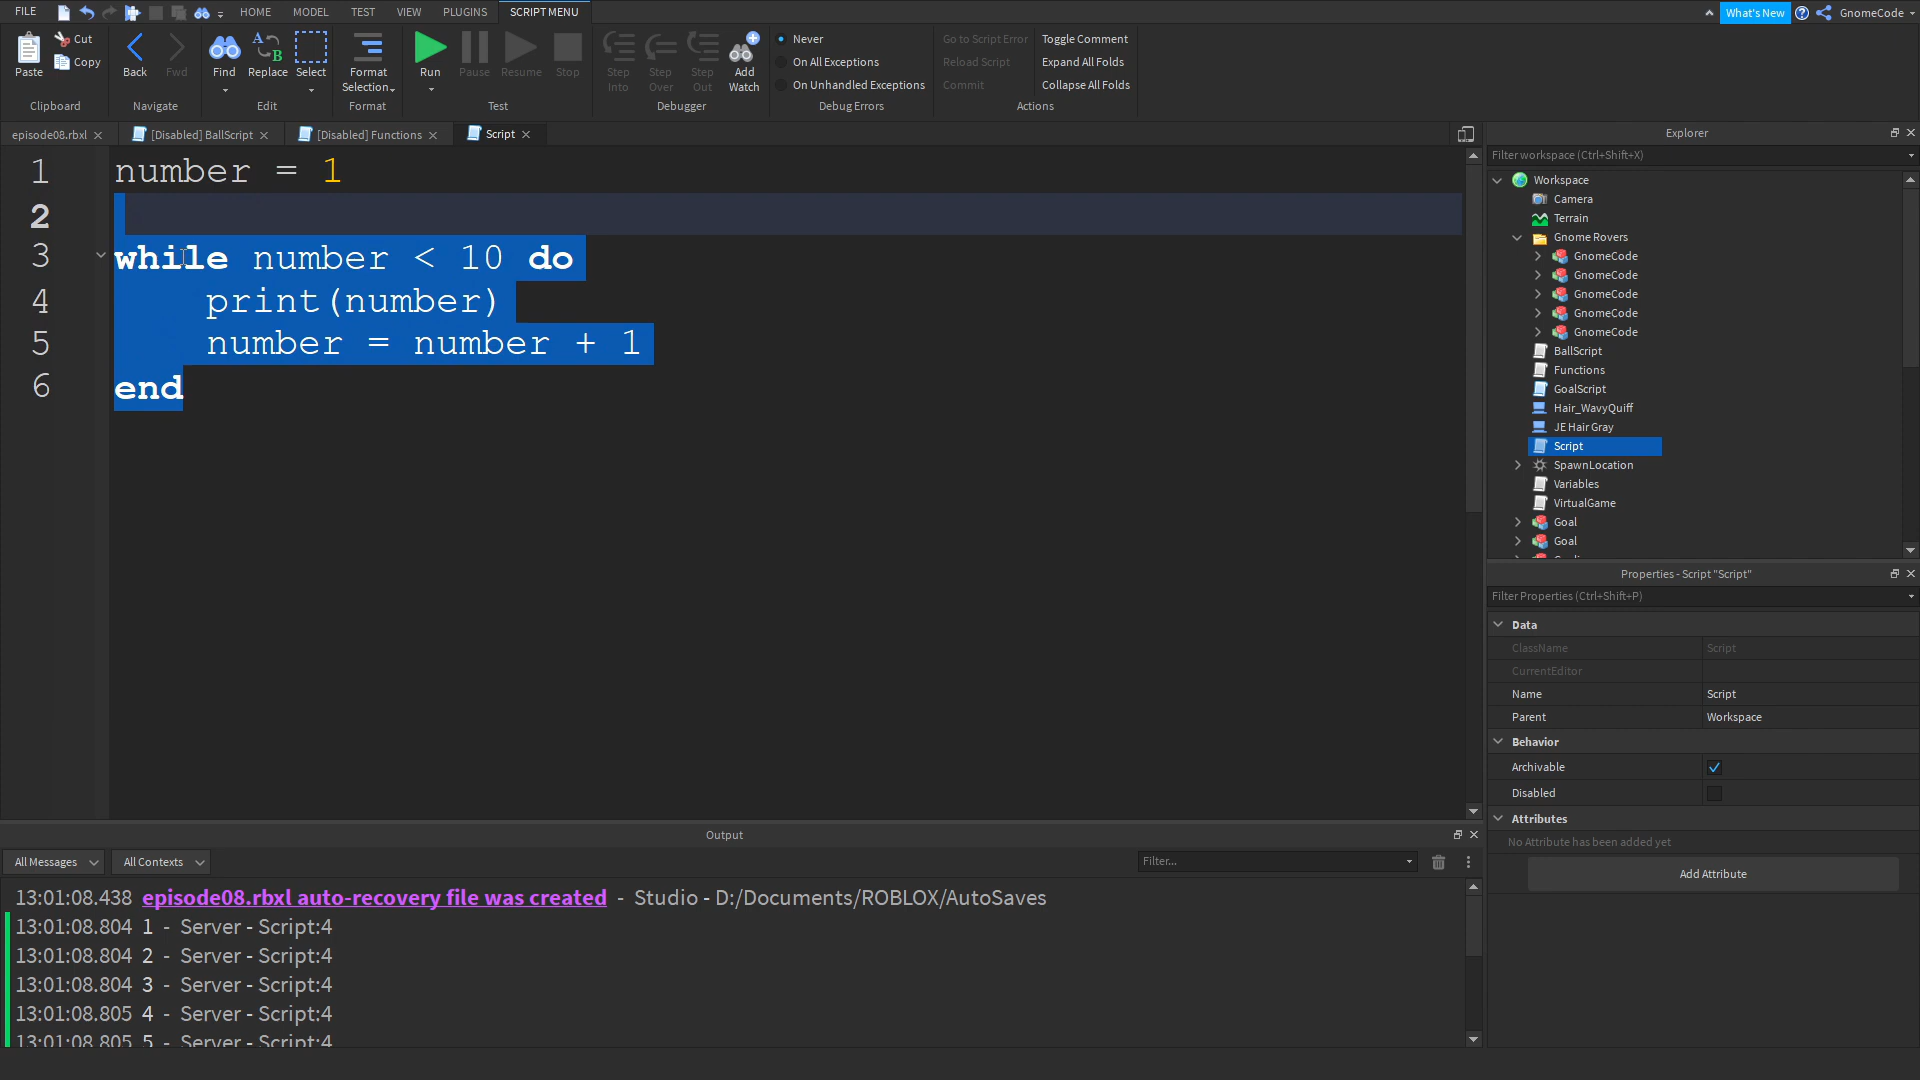 FILE HOME MODEL TEST VIEW PLUGINS SCRIPT MENU What's New GnomeCode
Paste Cut Copy Clipboard
Back Fwd Navigate
Find Replace Select Edit
Format Selection Format
Run Pause Resume Stop Test
Step Into Step Over Step Out Add Watch Debugger
Never
On All Exceptions
On Unhandled Exceptions
Debug Errors
Go to Script Error Toggle Comment
Reload Script Expand All Folds
Commit Collapse All Folds
Actions
episode08.rbxl [Disabled] BallScript [Disabled] Functions Script
1 number = 1
2
3 while number < 10 do
4 print(number)
5 number = number + 1
6 end
Explorer
Filter workspace (Ctrl+Shift+X)
Workspace
Camera
Terrain
Gnome Rovers
GnomeCode
GnomeCode
GnomeCode
GnomeCode
GnomeCode
BallScript
Functions
GoalScript
Hair_WavyQuiff
JE Hair Gray
Script
SpawnLocation
Variables
VirtualGame
Goal
Goal
Properties - Script "Script"
Filter Properties (Ctrl+Shift+P)
Data
ClassName Script
CurrentEditor
Name Script
Parent Workspace
Behavior
Archivable
Disabled
Attributes
No Attribute has been added yet
Add Attribute
Output
All Messages All Contexts Filter...
13:01:08.438 episode08.rbxl auto-recovery file was created - Studio - D:/Documents/ROBLOX/AutoSaves
13:01:08.804 1 - Server - Script:4
13:01:08.804 2 - Server - Script:4
13:01:08.804 3 - Server - Script:4
13:01:08.805 4 - Server - Script:4
13:01:08.805 5 - Server - Script:4